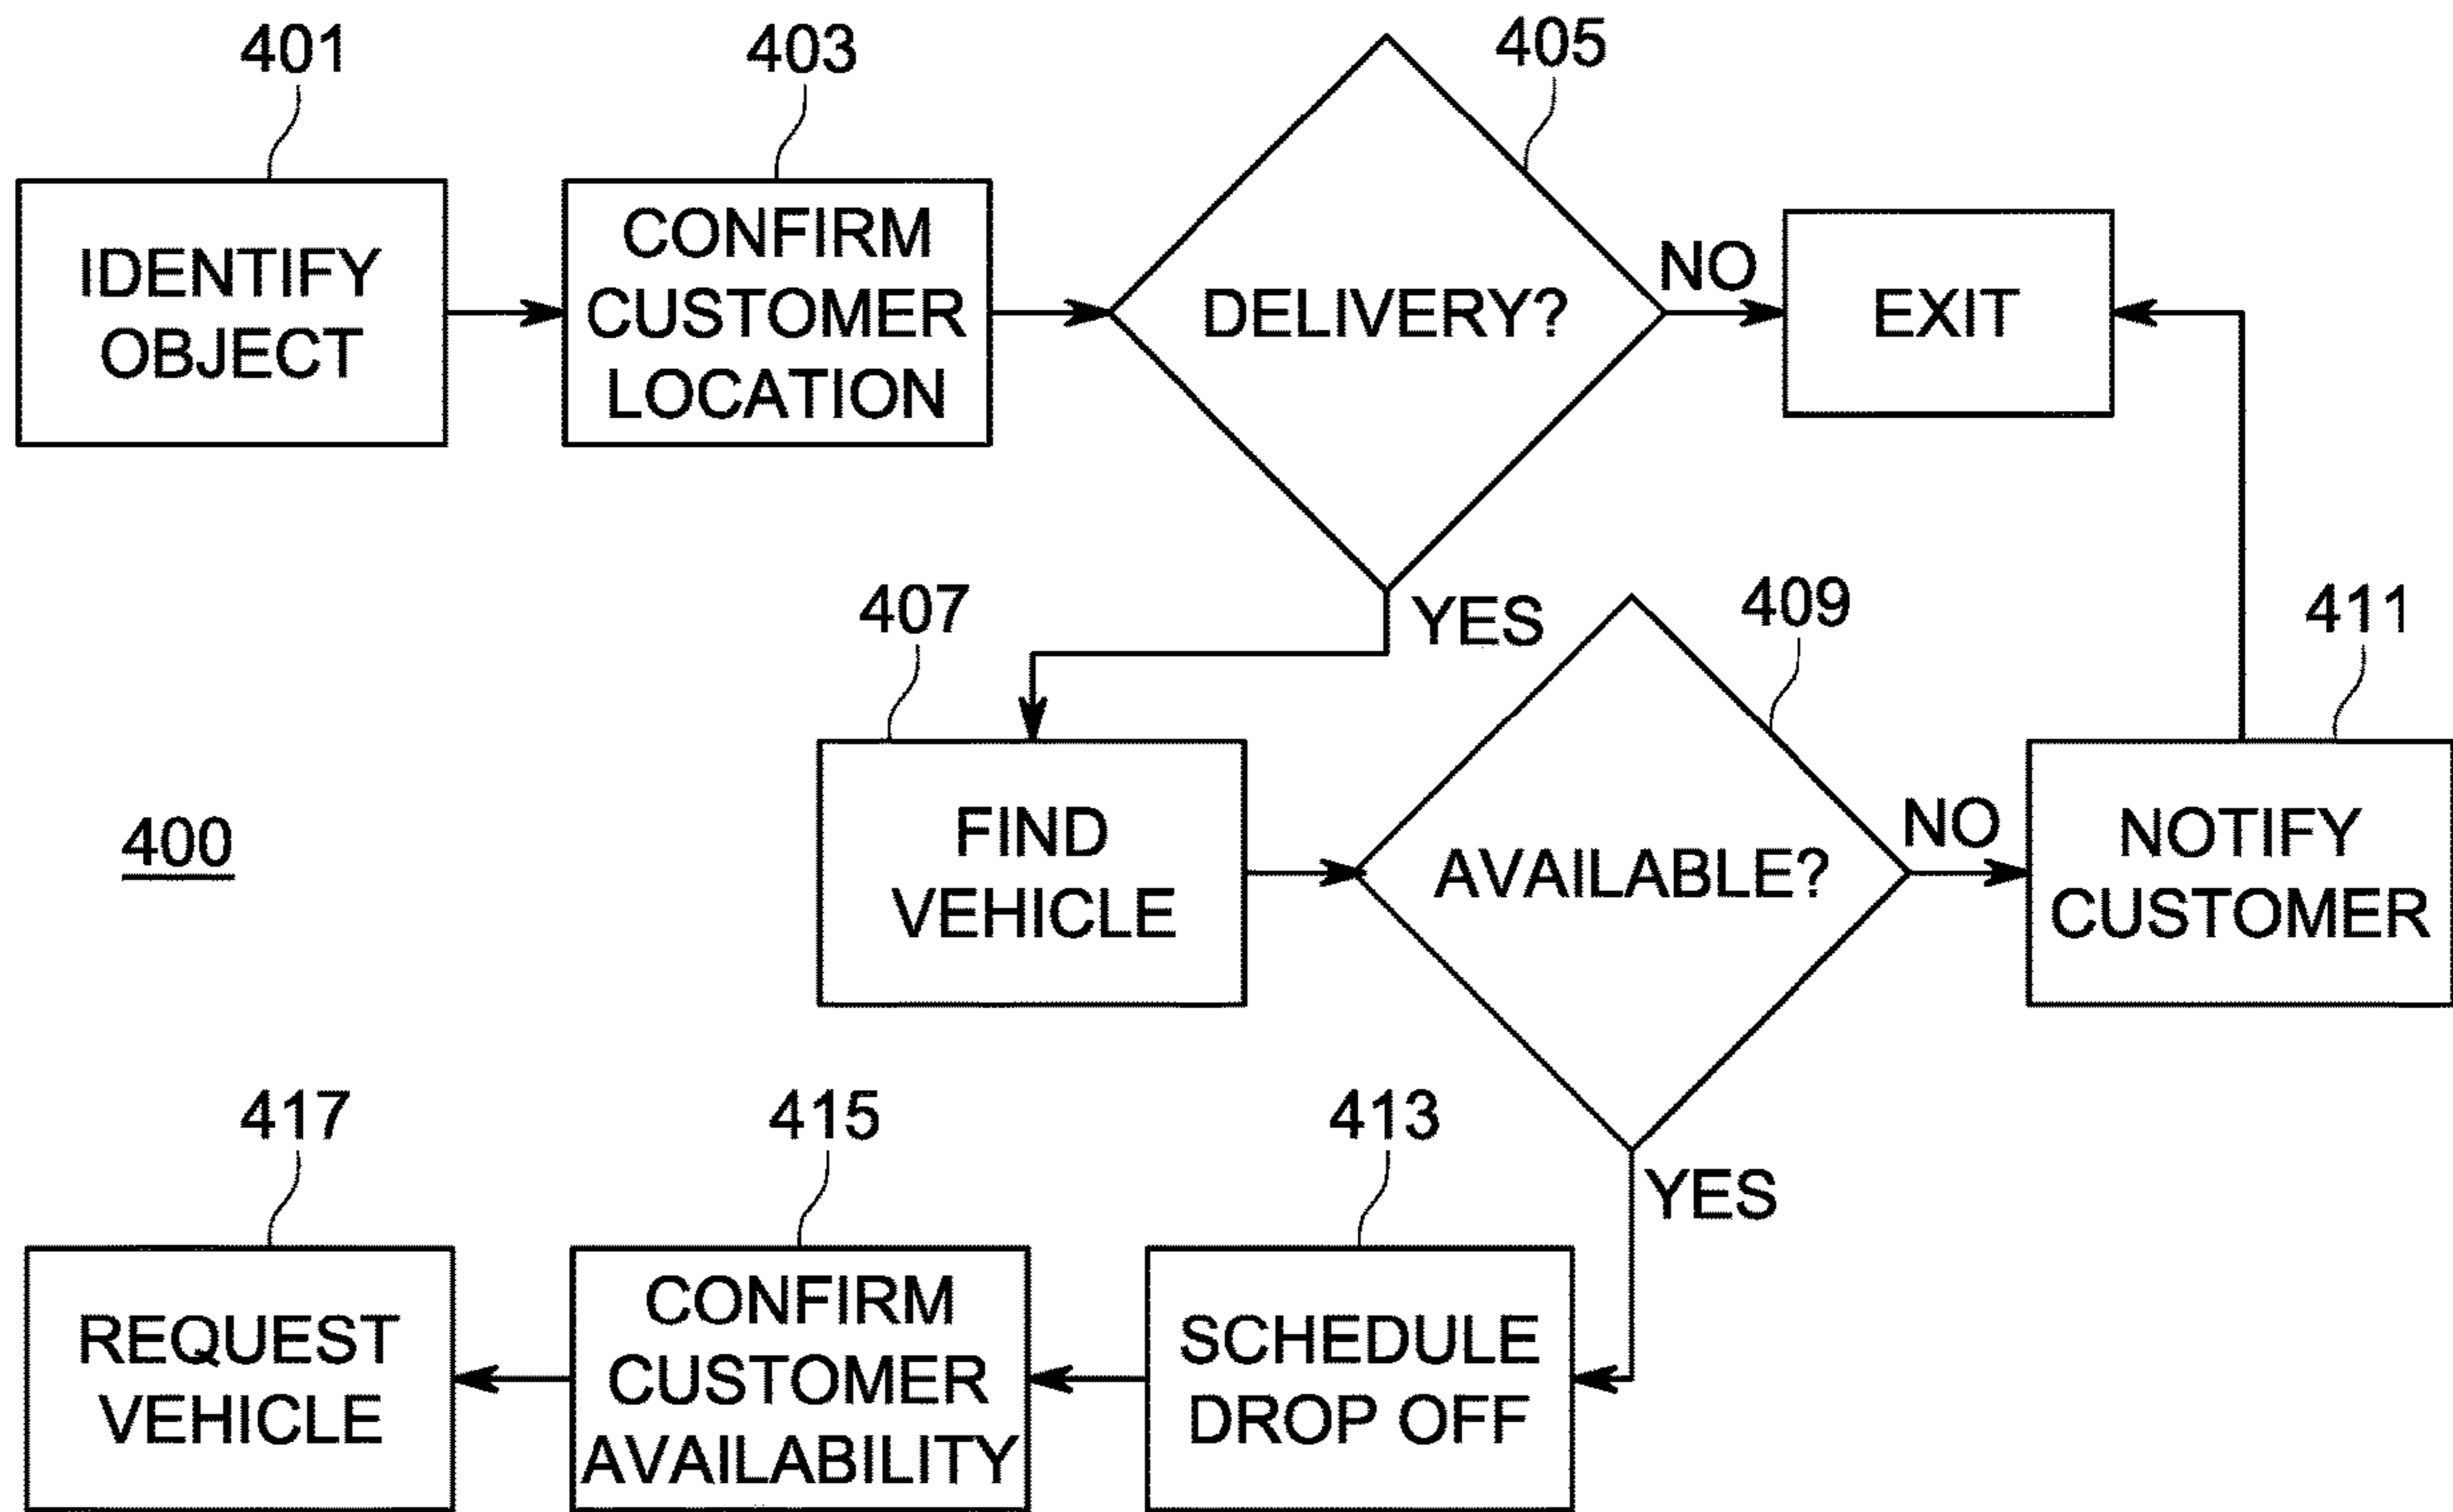 401
403
405
IDENTIFY
OBJECT
CONFIRM
CUSTOMER
LOCATION
DELIVERY?
NO
EXIT
YES
407
409
411
400
FIND
VEHICLE
AVAILABLE?
NO
NOTIFY
CUSTOMER
YES
417
415
413
REQUEST
VEHICLE
CONFIRM
CUSTOMER
AVAILABILITY
SCHEDULE
DROP OFF